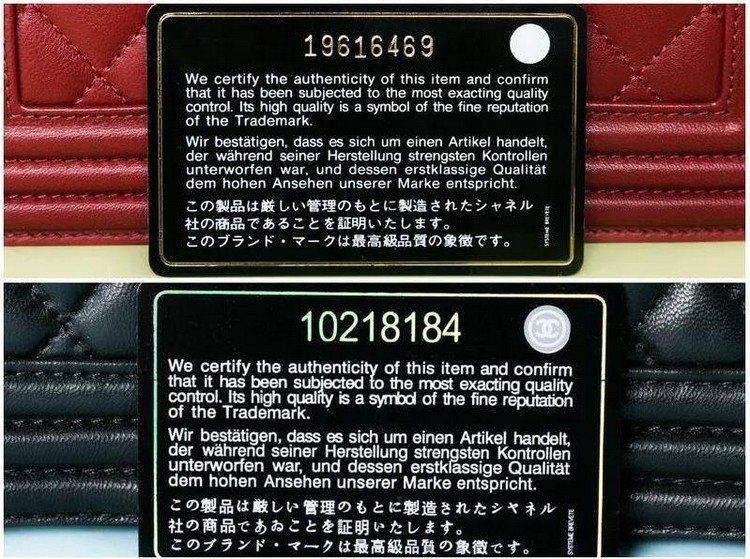 19616469
We certify the authenticity of this item and confirm
that it has been subjected to the most exacting quality
control. Its high quality is a symbol of the fine reputation
of the Trademark.
Wir bestätigen, dass es sich um einen Artikel handelt,
der während seiner Herstellung strengsten Kontrollen
unterworfen war, und dessen erstklassige Qualität
dem hohen Ansehen unserer Marke entspricht.
この製品は厳しい管理のもとに製造されたシャネル
社の商品であることを証明いたします。
このブランド・マークは最高級品質の象徴です。
SYSTEME BREVETE
10218184
We certify the authenticity of this item and confirm
that it has been subjected to the most exacting quality
control. Its high quality is a symbol of the fine reputation
of the Trademark.
Wir bestätigen, dass es sich um einen Artikel handelt,
der während seiner Herstellung strengsten Kontrollen
unterworfen war, und dessen erstklassige Qualität
dem hohen Ansehen unserer Marke entspricht.
この製品は厳しい管理のもとに製造されたシャネル
社の商品であおことを証明いたします。
このブランド・マークは最高級品質の象徴です。
SYSTEME BREVETE